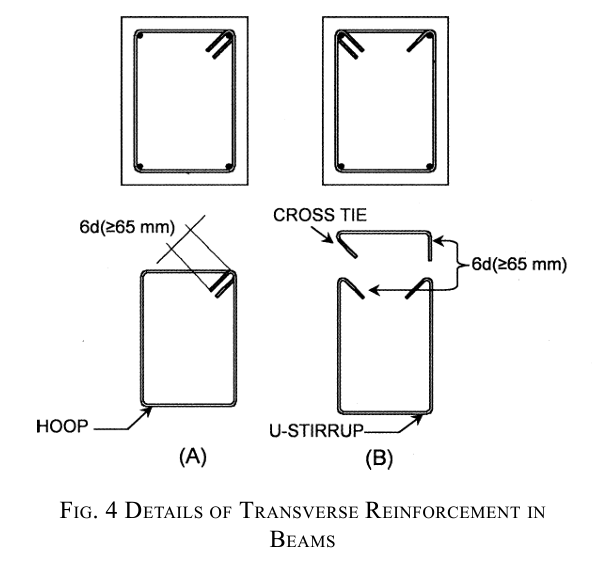 CROSS TIE
6d(≥65 mm)
6d(≥65 mm)
HOOP
U-STIRRUP
(A)
(B)
FIG. 4 DETAILS OF TRANSVERSE REINFORCEMENT IN
BEAMS